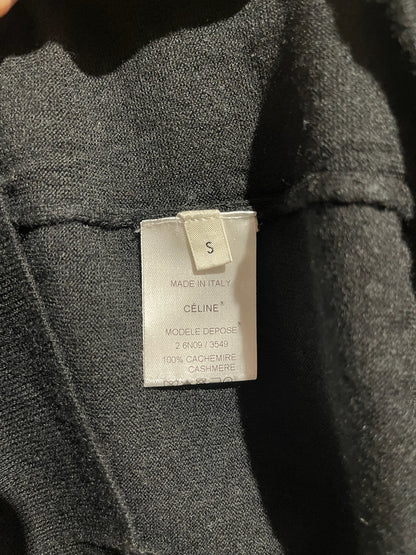 S
MADE IN ITALY
CÉLINE®
MODELE DEPOSE®
2 6N09 / 3549
100% CACHEMIRE
CASHMERE